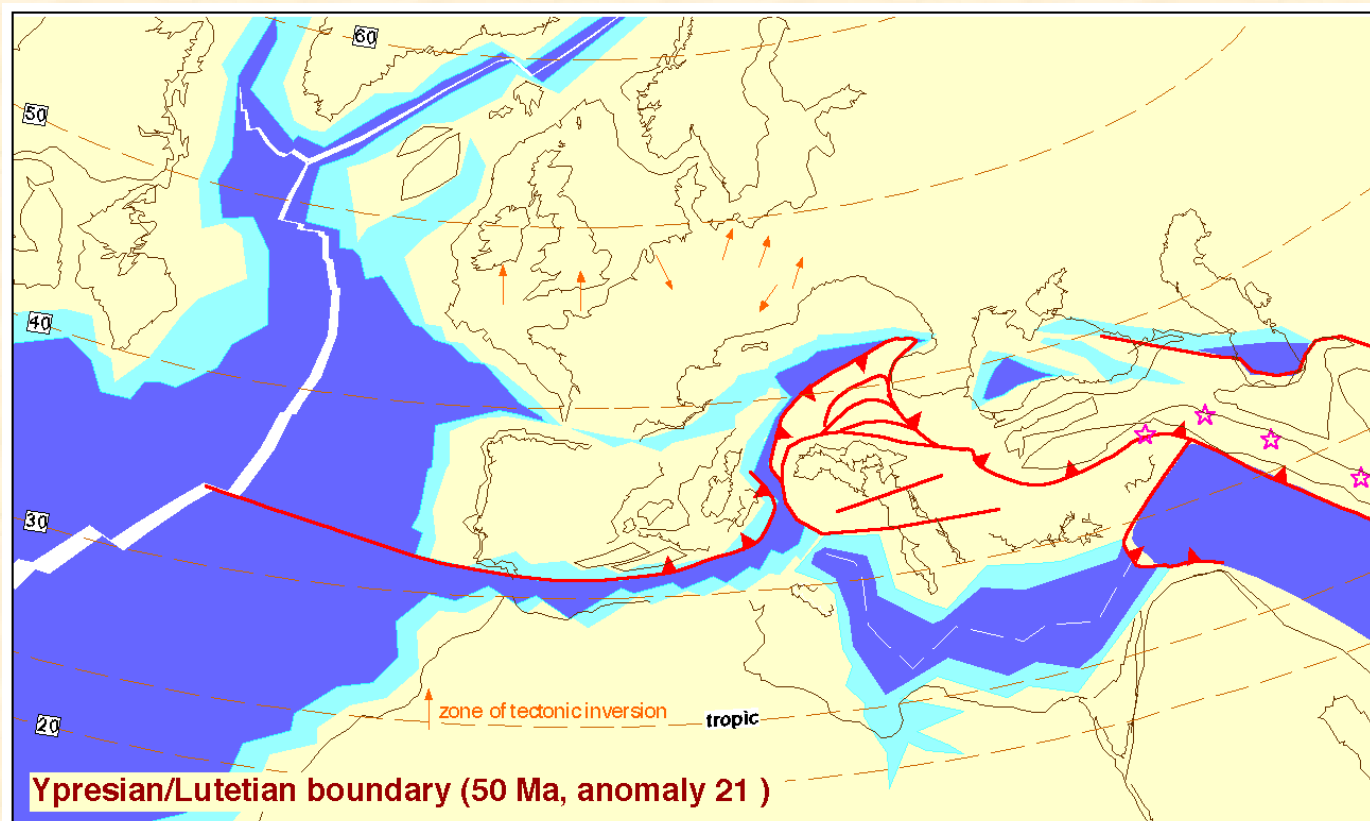 60
50
40
30
20
zone of tectonic inversion
tropic
Ypresian/Lutetian boundary (50 Ma, anomaly 21 )